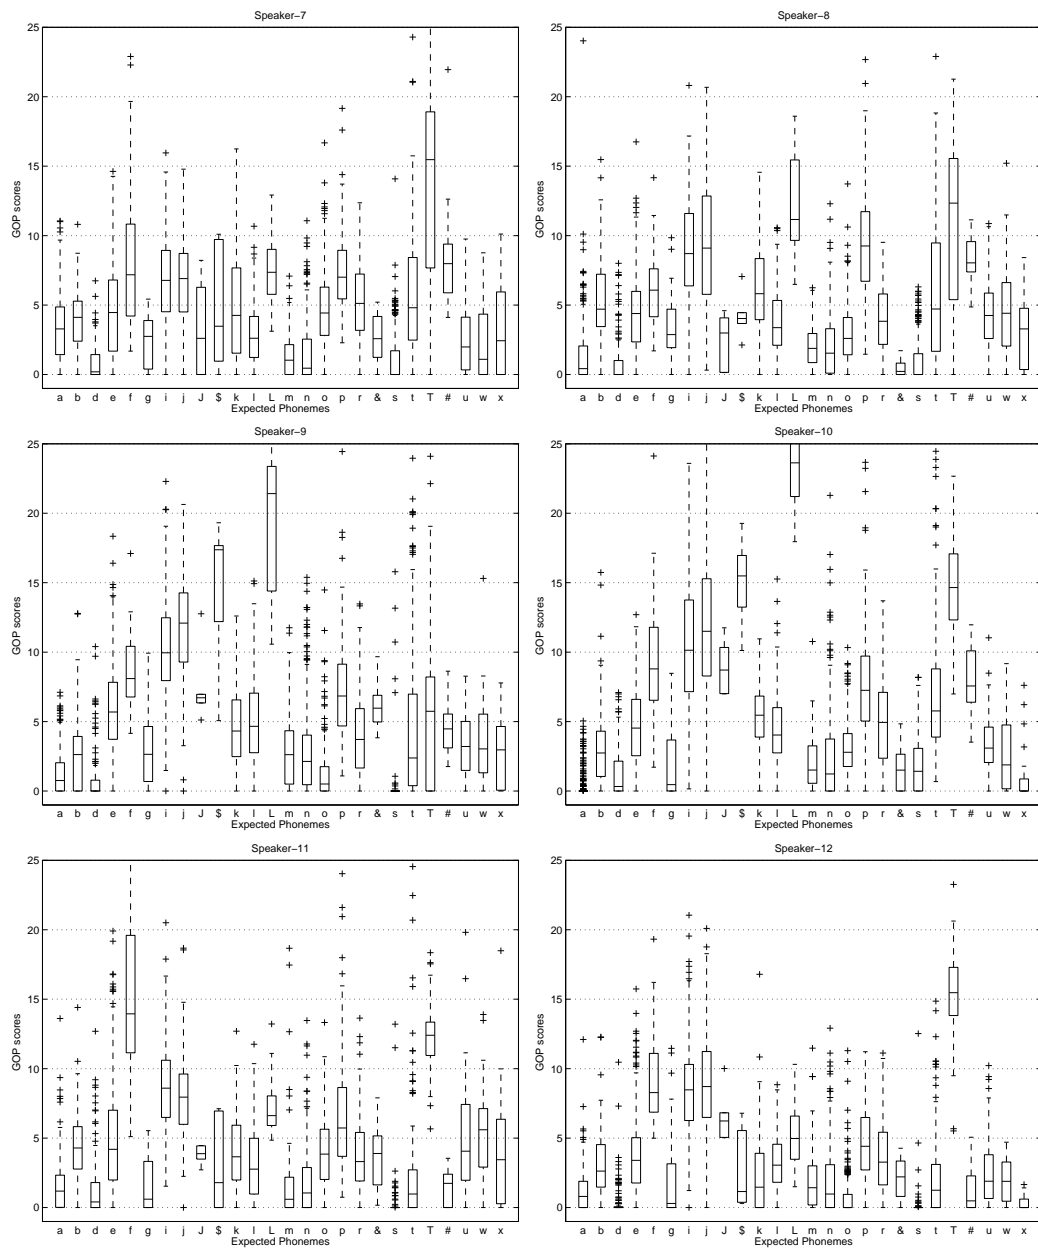 Speaker−7
GOP scores
25
20
15
10
5
0
a b d e f g i j J $ k l L m n o p r & s t T # u w x
Expected Phonemes
Speaker−8
GOP scores
25
20
15
10
5
0
a b d e f g i j J $ k l L m n o p r & s t T # u w x
Expected Phonemes
Speaker−9
GOP scores
25
20
15
10
5
0
a b d e f g i j J $ k l L m n o p r & s t T # u w x
Expected Phonemes
Speaker−10
GOP scores
25
20
15
10
5
0
a b d e f g i j J $ k l L m n o p r & s t T # u w x
Expected Phonemes
Speaker−11
GOP scores
25
20
15
10
5
0
a b d e f g i j J $ k l L m n o p r & s t T # u w x
Expected Phonemes
Speaker−12
GOP scores
25
20
15
10
5
0
a b d e f g i j J $ k l L m n o p r & s t T # u w x
Expected Phonemes